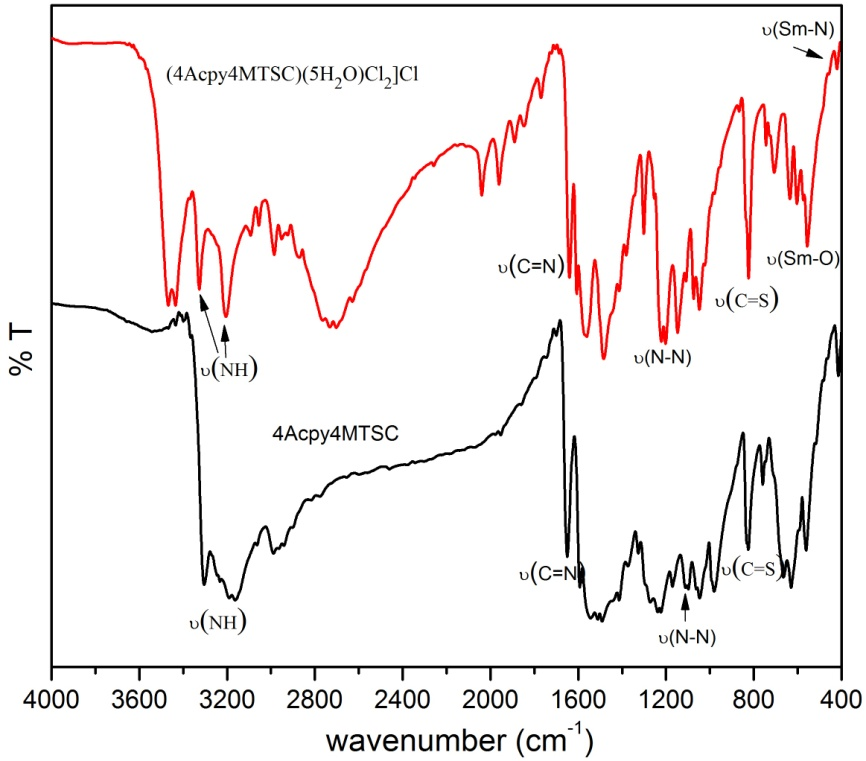 υ(Sm-N)
(4Acpy4MTSC)(5H₂O)Cl₂]Cl
υ(C=N)
υ(Sm-O)
υ(C=S)
υ(N-N)
υ(NH)
4Acpy4MTSC
υ(C=N)
υ(C=S)
υ(NH)
υ(N-N)
% T
4000 3600 3200 2800 2400 2000 1600 1200 800 400
wavenumber (cm⁻¹)